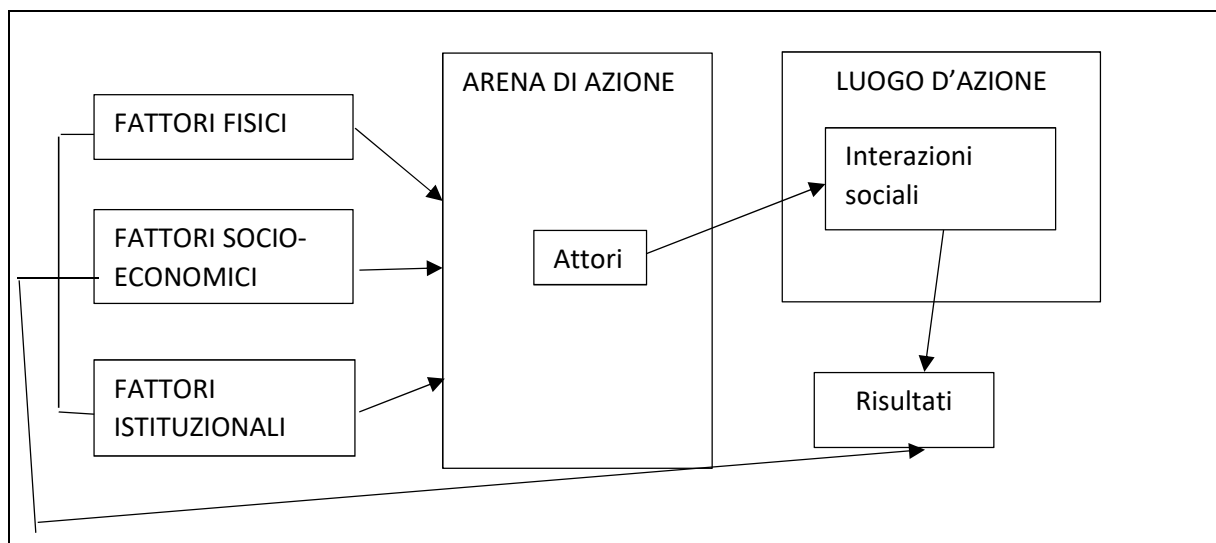 FATTORI FISICI
FATTORI SOCIO-
ECONOMICI
FATTORI
ISTITUZIONALI
ARENA DI AZIONE
Attori
LUOGO D’AZIONE
Interazioni
sociali
Risultati